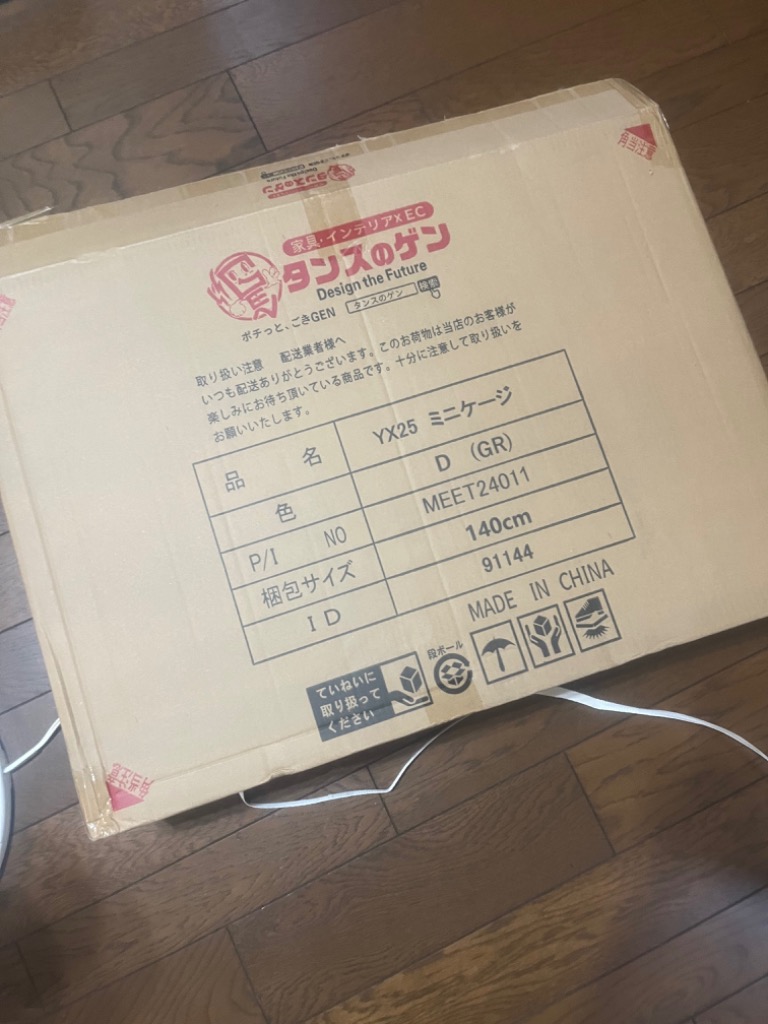 家具・インテリア×EC
タンスのゲン
Design the Future
ポチっと、ごきGEN
タンスのゲン 検索
取り扱い注意 配送業者様へ
いつも配送ありがとうございます。このお荷物は当店のお客様が
楽しみにお待ち頂いている商品です。十分に注意して取り扱いを
お願いいたします。
品 名 YX25 ミニケージ
色 D (GR)
P/I NO MEET24011
梱包サイズ 140cm
ID 91144
MADE IN CHINA
段ボール
ていねいに
取り扱って
ください